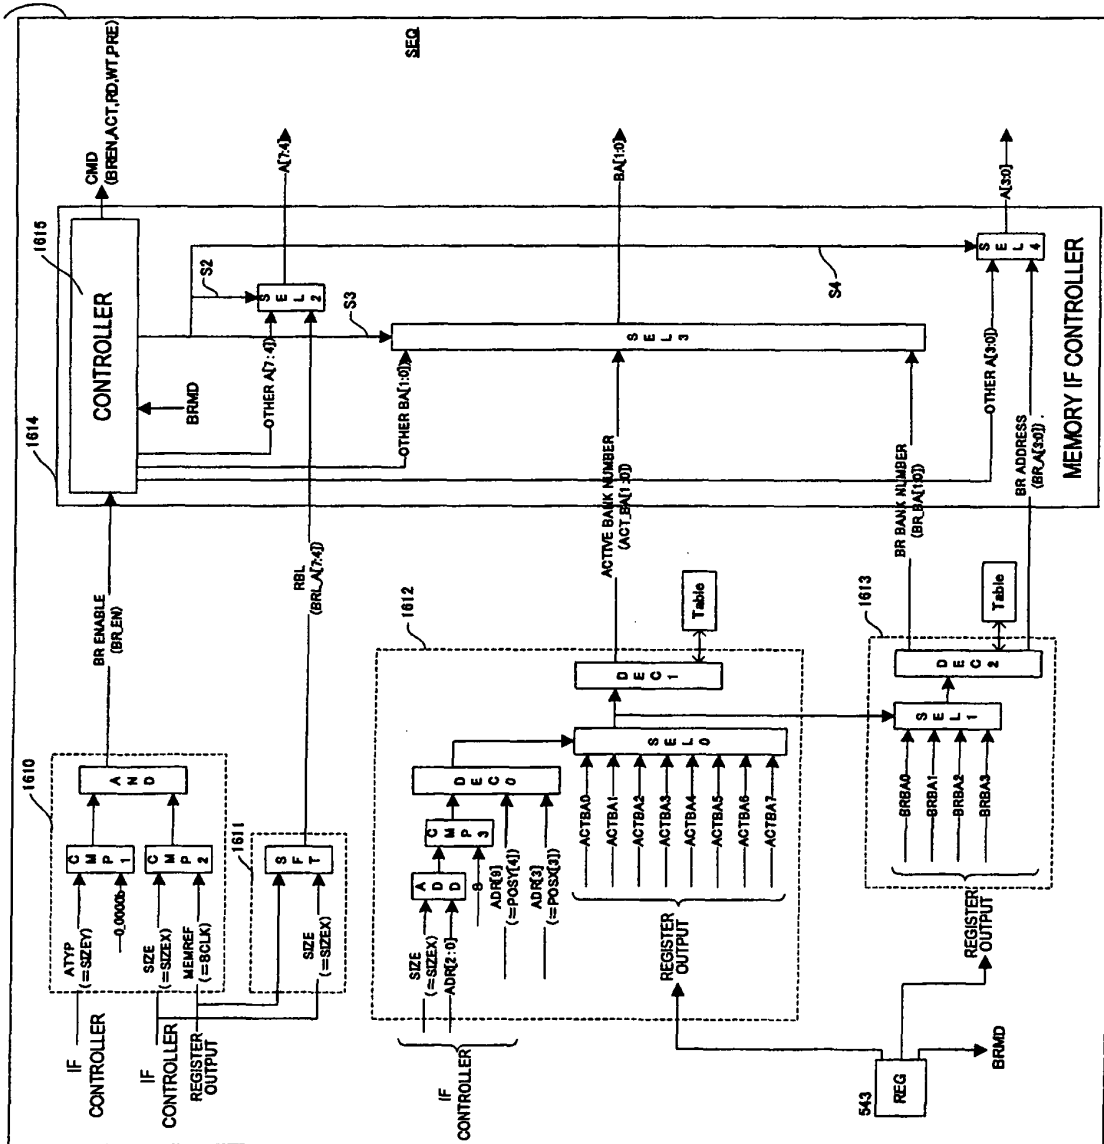 SEQ
CMD
(BREN,ACT,RD,WT,PRE)
A[7:4]
BA[1:0]
A[3:0]
1614
1615
CONTROLLER
BRMD
S2
SEL2
S3
SEL3
S4
SEL4
OTHER A[7:4])
OTHER BA[1:0])
OTHER A[3:0])
MEMORY IF CONTROLLER
BR ENABLE
(BR_EN)
RBL
(BRL_A[7:4])
ACTIVE BANK NUMBER
(ACT_BA[1:0])
BR BANK NUMBER
(BR_BA[1:0])
BR ADDRESS
(BR_A[3:0])
1610
AND
CMP1
CMP2
ATYP
(=SIZEY)
0_0000b
SIZE
(=SIZEX)
MEMREF
(=BCLK)
IF
CONTROLLER
IF
CONTROLLER
REGISTER
OUTPUT
1611
SFT
SIZE
(=SIZEX)
1612
Table
DEC1
SEL0
DEC0
CMP3
ADD
SIZE
(=SIZEX)
ADR[2:0]
8
ADR[9]
(=POSY[4])
ADR[3]
(=POSX[3])
IF
CONTROLLER
ACTBA0
ACTBA1
ACTBA2
ACTBA3
ACTBA4
ACTBA5
ACTBA6
ACTBA7
REGISTER
OUTPUT
1613
Table
DEC2
SEL1
BRBA0
BRBA1
BRBA2
BRBA3
REGISTER
OUTPUT
543
REG
BRMD